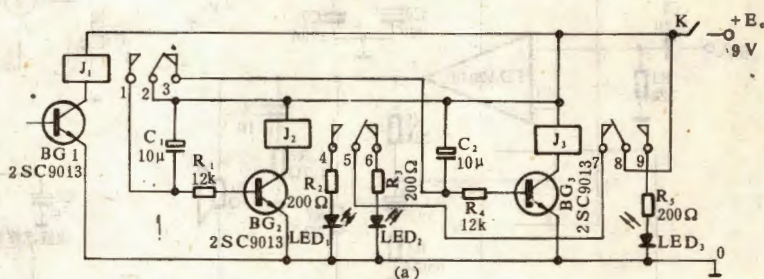 K
+E。
9V
J₁
1
2
3
C₁
10μ
R₁
12k
BG1
2SC9013
J₂
BG₂
2SC9013
4
5
6
R₂
200Ω
R₃
200Ω
LED₁
LED₂
C₂
10μ
R₄
12k
J₃
BG₃
2SC9013
7
8
9
R₅
200Ω
LED₃
0
(a)